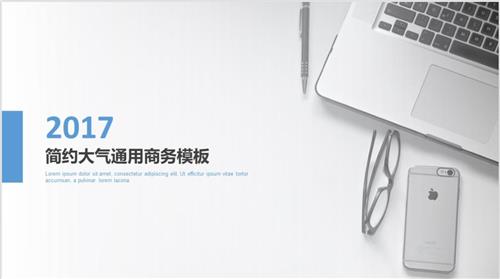 2017
简约大气通用商务模板
Lorem ipsum dolor sit amet, consectetur adipiscing elit. Ut efficitur ipsum vitae tortor
accumsan, a pulvinar lorem lacinia.